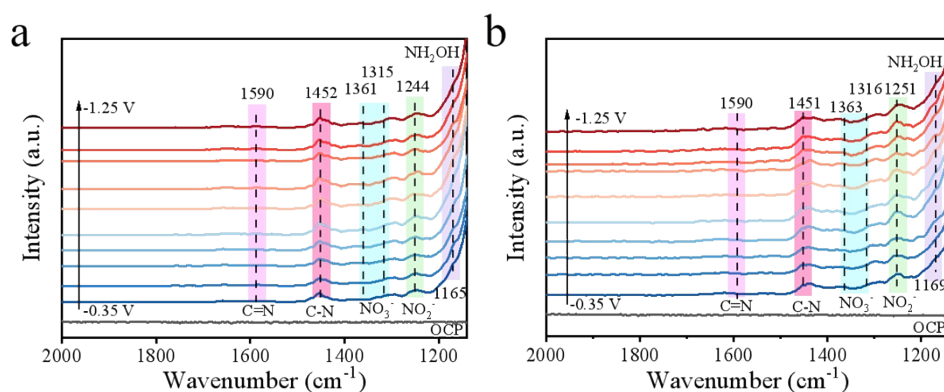 a
NH2OH
1315
1590
1452
1361
1244
-1.25 V
Intensity (a.u.)
1165
-0.35 V
C=N
C-N
NO3-
NO2-
OCP
2000
1800
1600
1400
1200
Wavenumber (cm-1)
b
NH2OH
1316
1251
1590
1451
1363
-1.25 V
Intensity (a.u.)
1169
-0.35 V
C=N
C-N
NO3-
NO2-
OCP
2000
1800
1600
1400
1200
Wavenumber (cm-1)